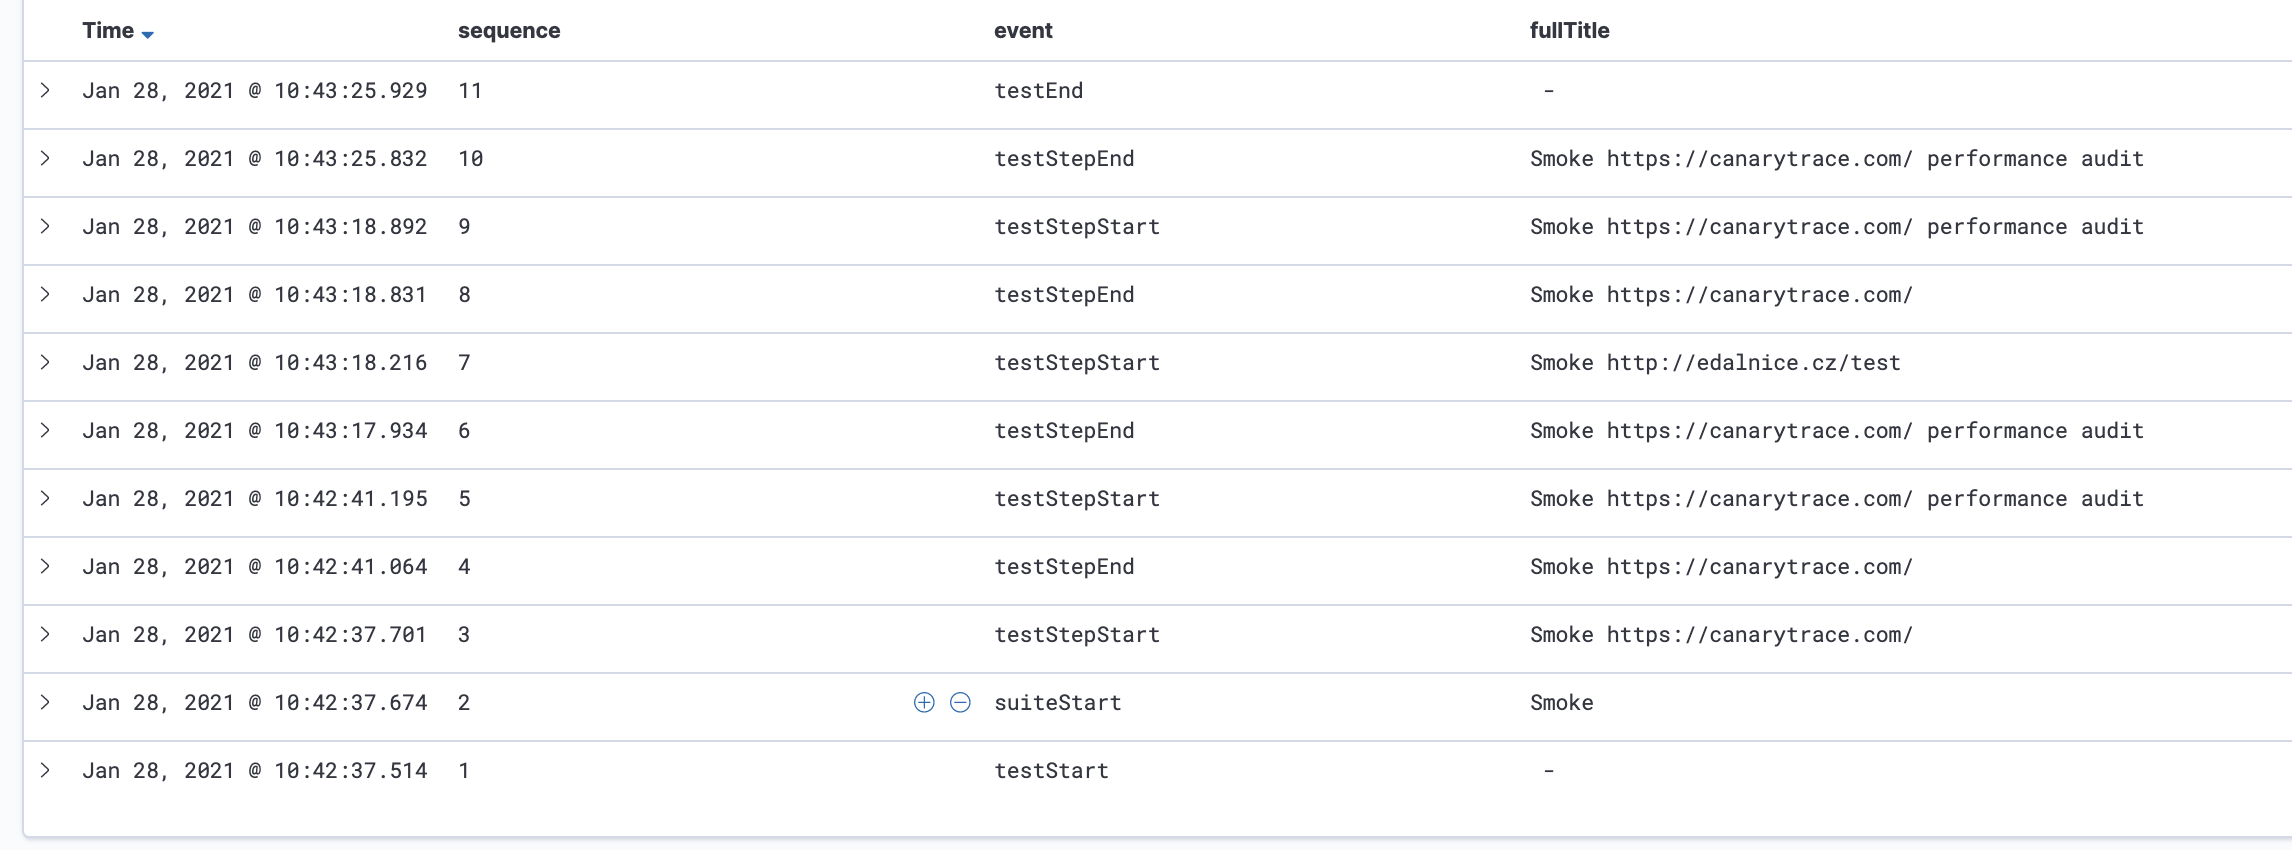 Time sequence event fullTitle
Jan 28, 2021 @ 10:43:25.929 11 testEnd -
Jan 28, 2021 @ 10:43:25.832 10 testStepEnd Smoke https://canarytrace.com/ performance audit
Jan 28, 2021 @ 10:43:18.892 9 testStepStart Smoke https://canarytrace.com/ performance audit
Jan 28, 2021 @ 10:43:18.831 8 testStepEnd Smoke https://canarytrace.com/
Jan 28, 2021 @ 10:43:18.216 7 testStepStart Smoke http://edalnice.cz/test
Jan 28, 2021 @ 10:43:17.934 6 testStepEnd Smoke https://canarytrace.com/ performance audit
Jan 28, 2021 @ 10:42:41.195 5 testStepStart Smoke https://canarytrace.com/ performance audit
Jan 28, 2021 @ 10:42:41.064 4 testStepEnd Smoke https://canarytrace.com/
Jan 28, 2021 @ 10:42:37.701 3 testStepStart Smoke https://canarytrace.com/
Jan 28, 2021 @ 10:42:37.674 2 suiteStart Smoke
Jan 28, 2021 @ 10:42:37.514 1 testStart -